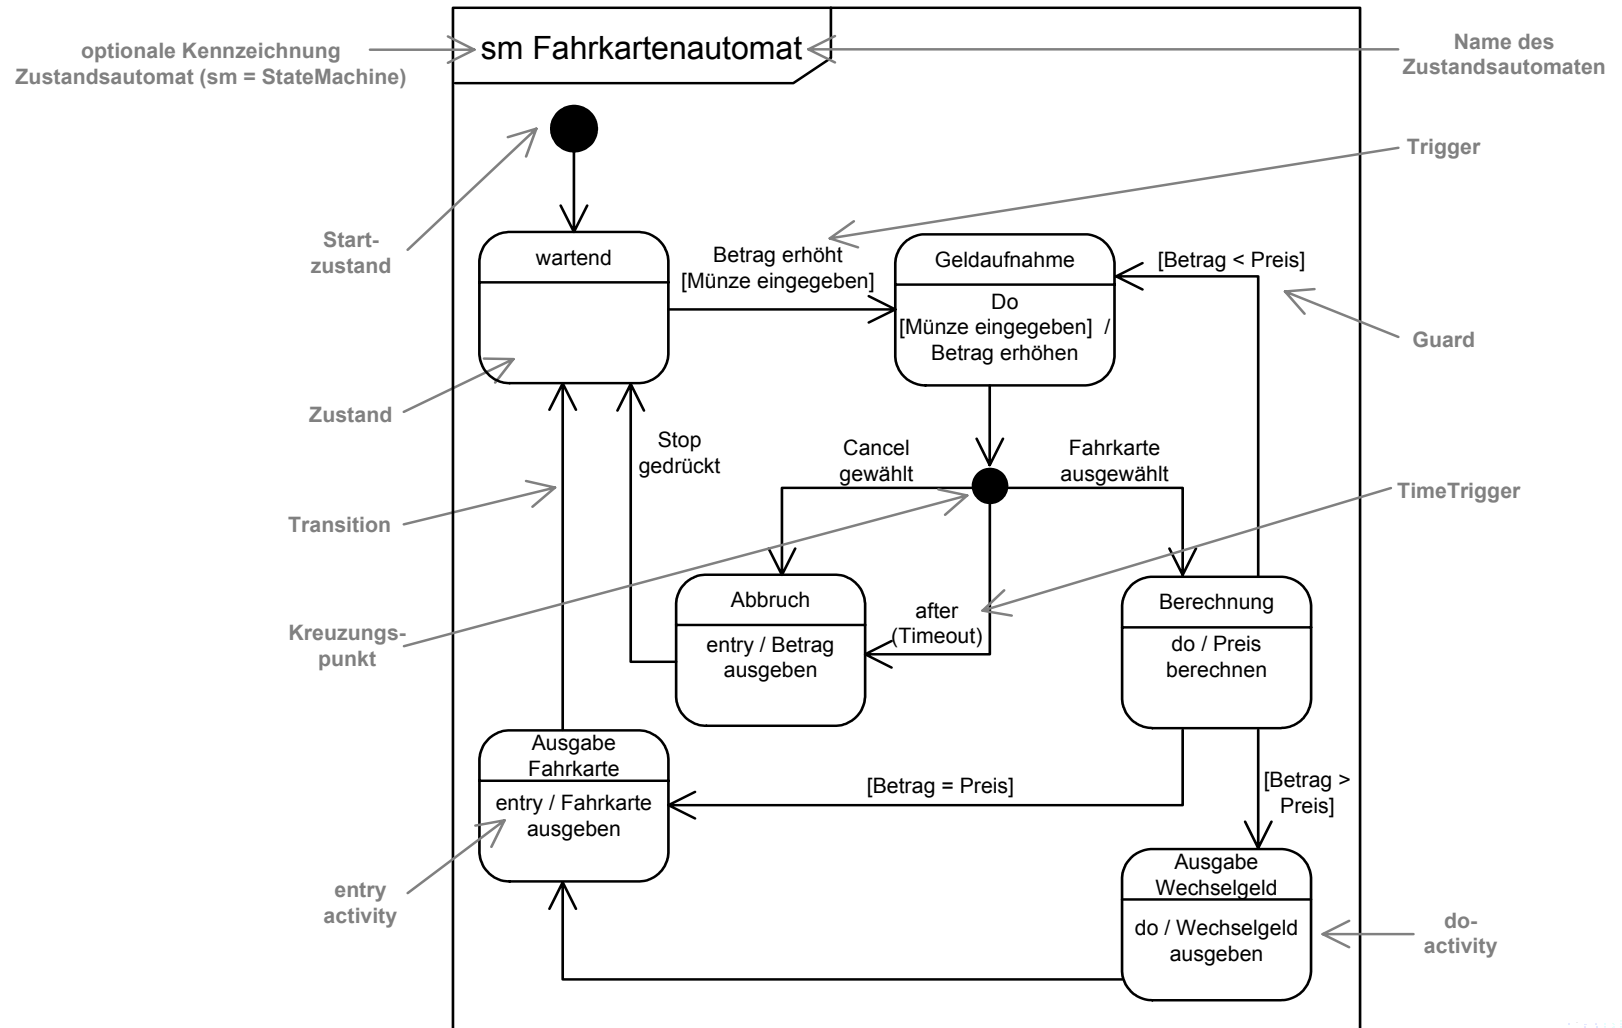 optionale Kennzeichnung
Zustandsautomat (sm = StateMachine)
sm Fahrkartenautomat
Name des
Zustandsautomaten
Trigger
Start-
zustand
wartend
Betrag erhöht
[Münze eingegeben]
Geldaufnahme
Do
[Münze eingegeben] /
Betrag erhöhen
[Betrag < Preis]
Guard
Zustand
Stop
gedrückt
Cancel
gewählt
Fahrkarte
ausgewählt
TimeTrigger
Transition
Abbruch
entry / Betrag
ausgeben
after
(Timeout)
Berechnung
do / Preis
berechnen
Kreuzungs-
punkt
Ausgabe
Fahrkarte
entry / Fahrkarte
ausgeben
[Betrag = Preis]
[Betrag >
Preis]
Ausgabe
Wechselgeld
do / Wechselgeld
ausgeben
entry
activity
do-
activity